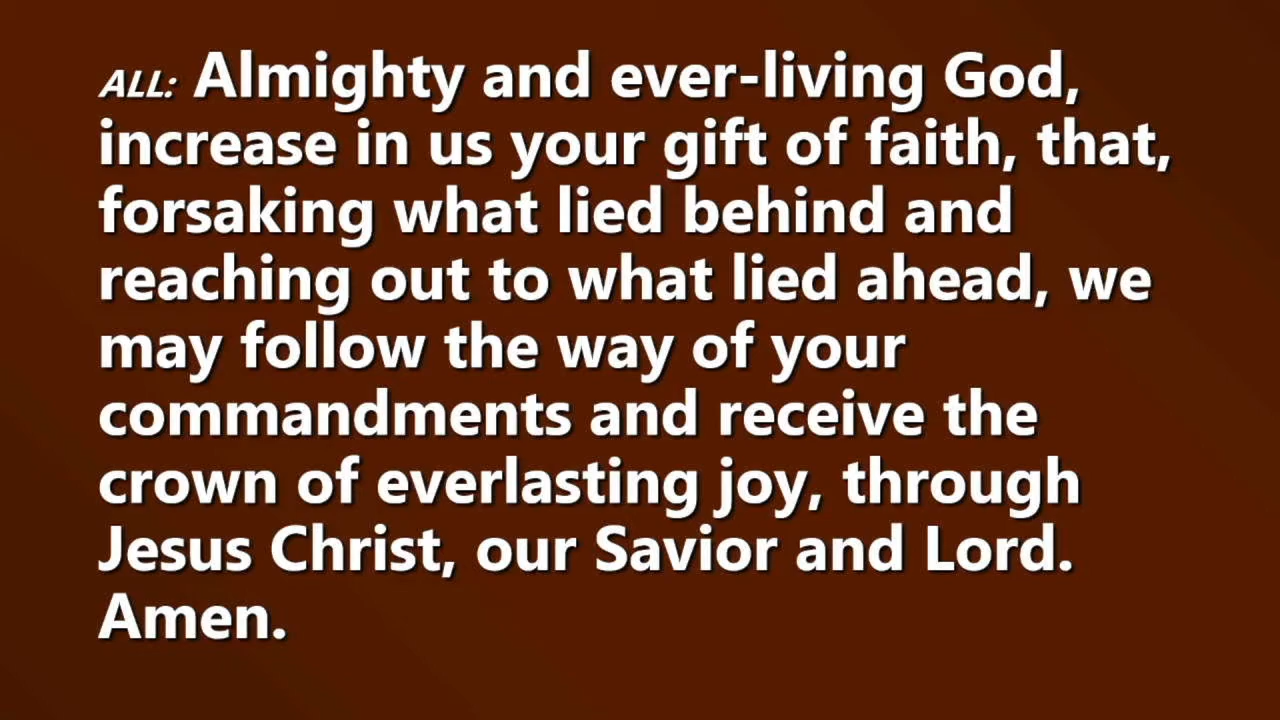 ALL: Almighty and ever-living God,
increase in us your gift of faith, that,
forsaking what lied behind and
reaching out to what lied ahead, we
may follow the way of your
commandments and receive the
crown of everlasting joy, through
Jesus Christ, our Savior and Lord.
Amen.